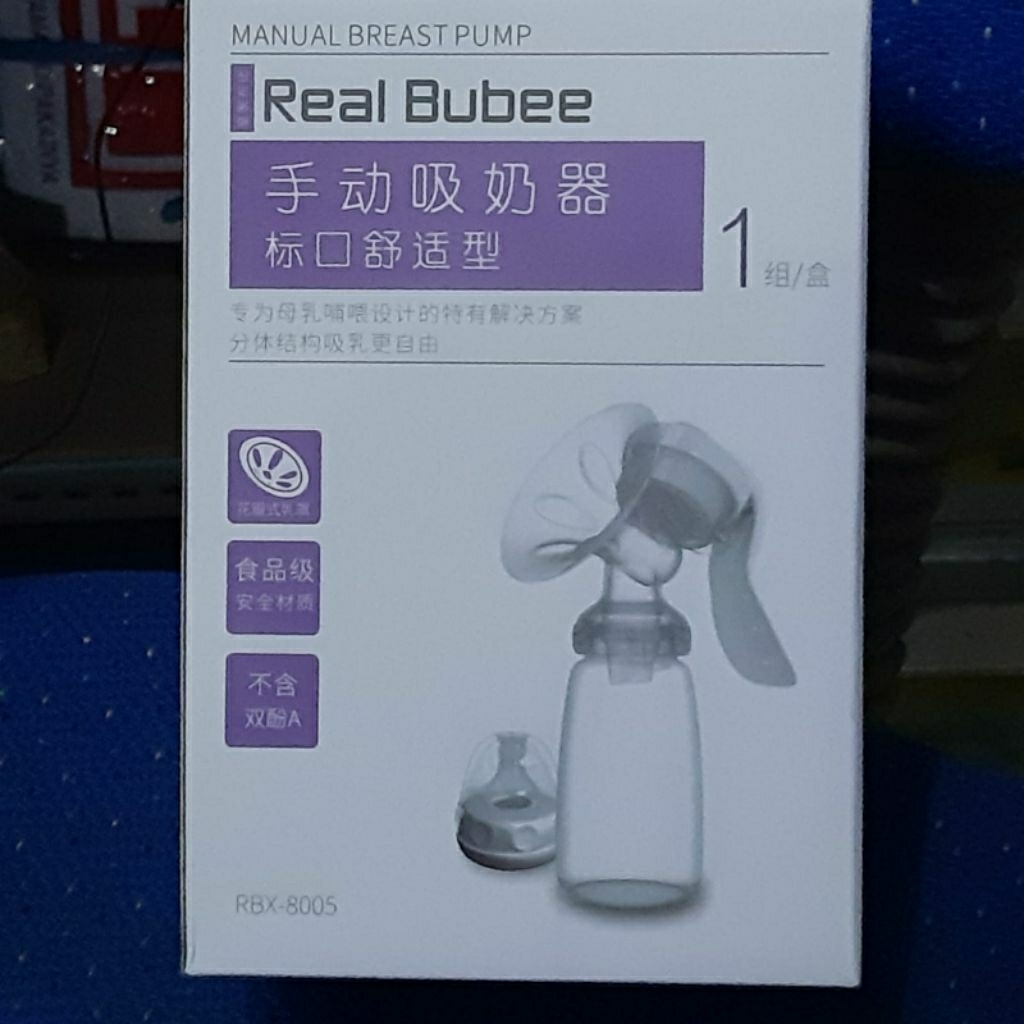 MANUAL BREAST PUMP
Real Bubee
手动吸奶器
标口舒适型
1组/盒
专为母乳哺喂设计的特有解决方案
分体结构吸乳更自由
花瓣式乳罩
食品级
安全材质
不含
双酚A
RBX-8005